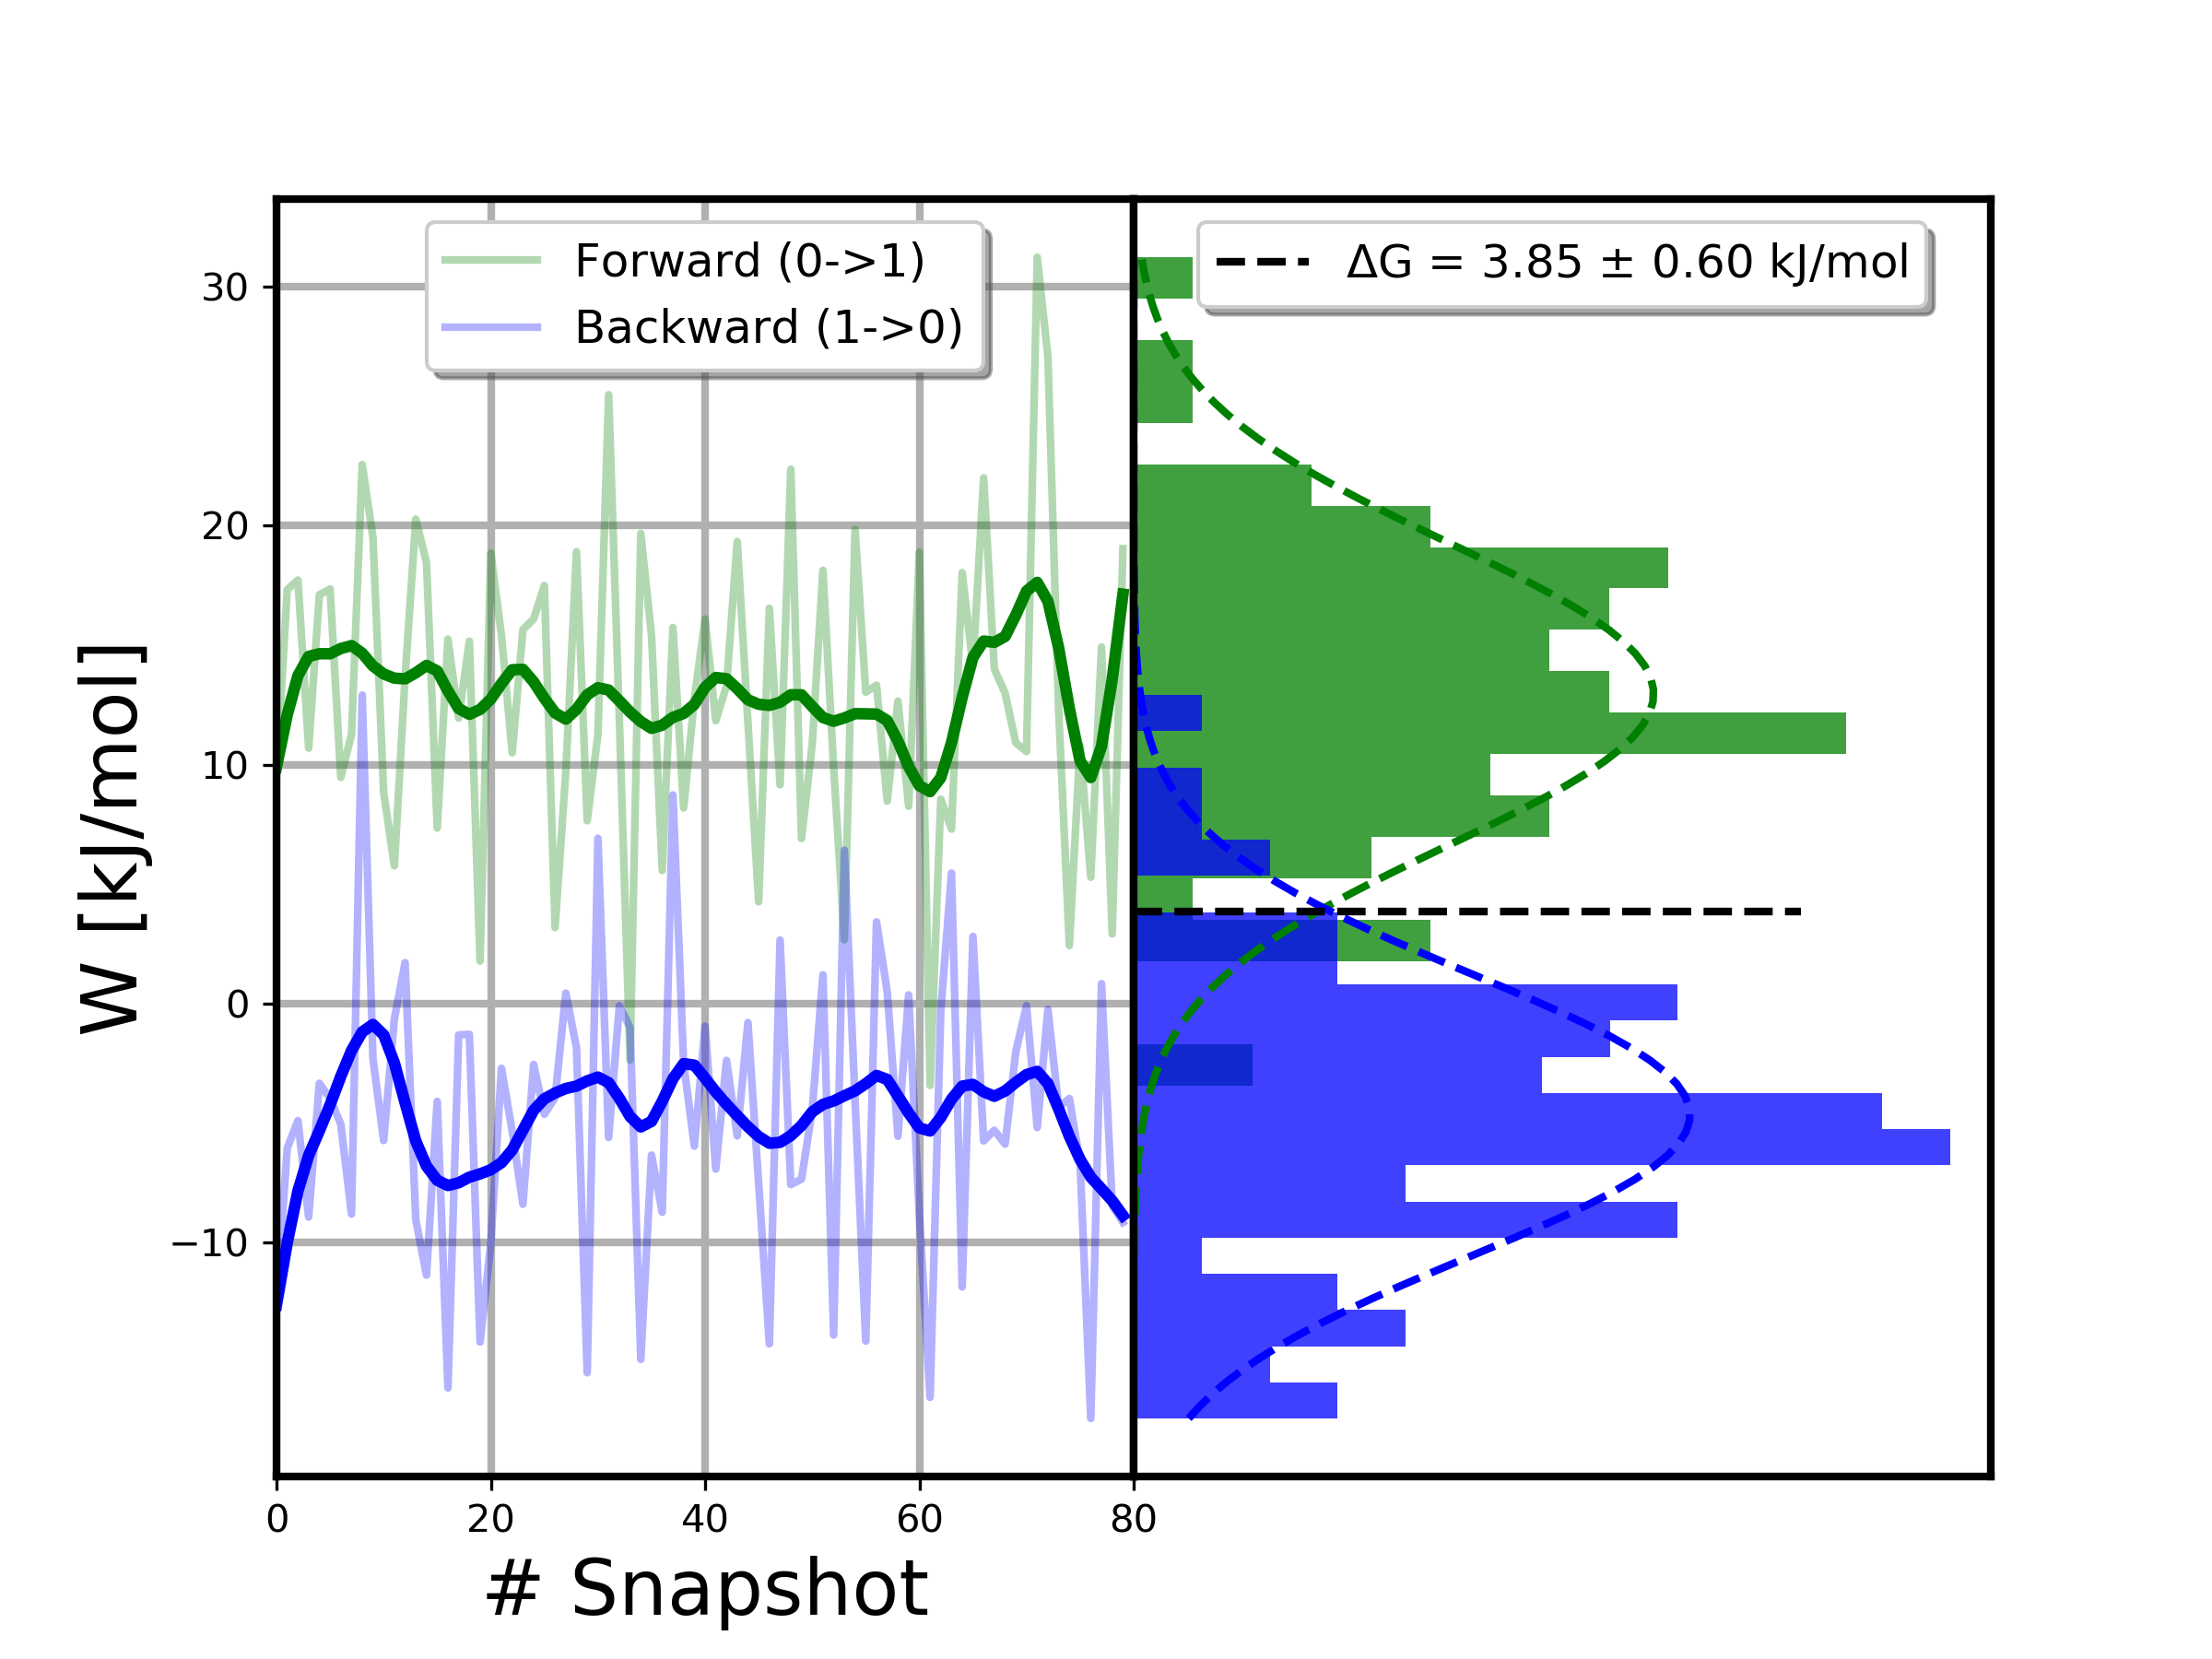 Forward (0->1)
Backward (1->0)
ΔG = 3.85 ± 0.60 kJ/mol
30
20
10
0
−10
W [kJ/mol]
0
20
40
60
80
# Snapshot